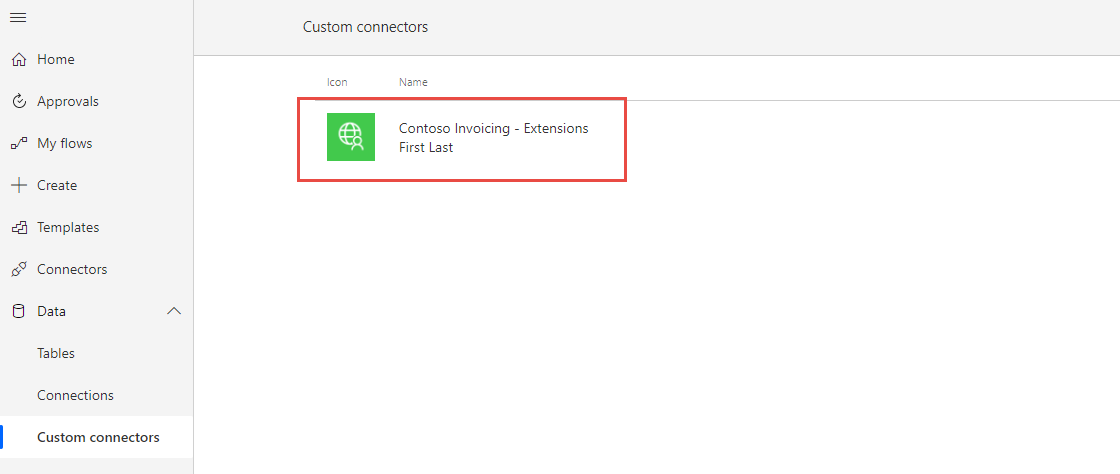 Custom connectors
Home
Approvals
My flows
Create
Templates
Connectors
Data
Tables
Connections
Custom connectors
Icon Name
Contoso Invoicing - Extensions
First Last